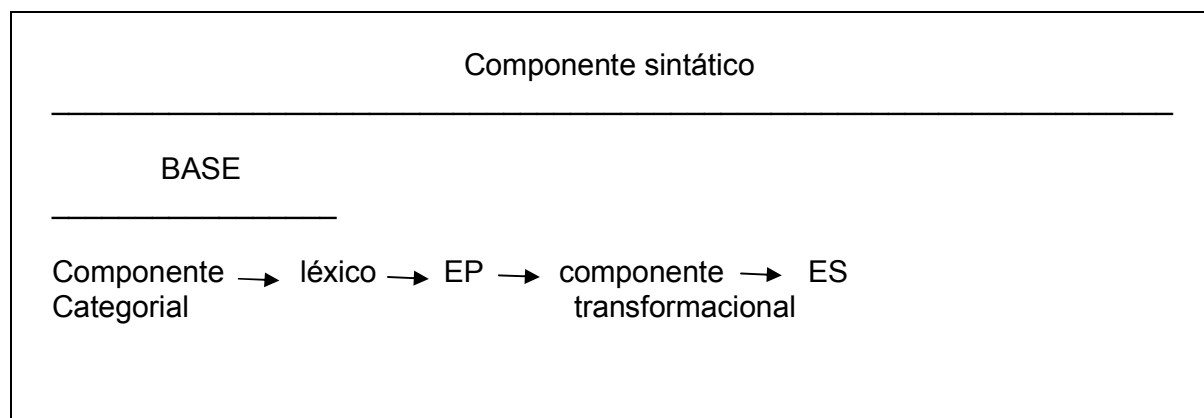 Componente sintático
BASE
Componente → léxico → EP → componente → ES
Categorial transformacional